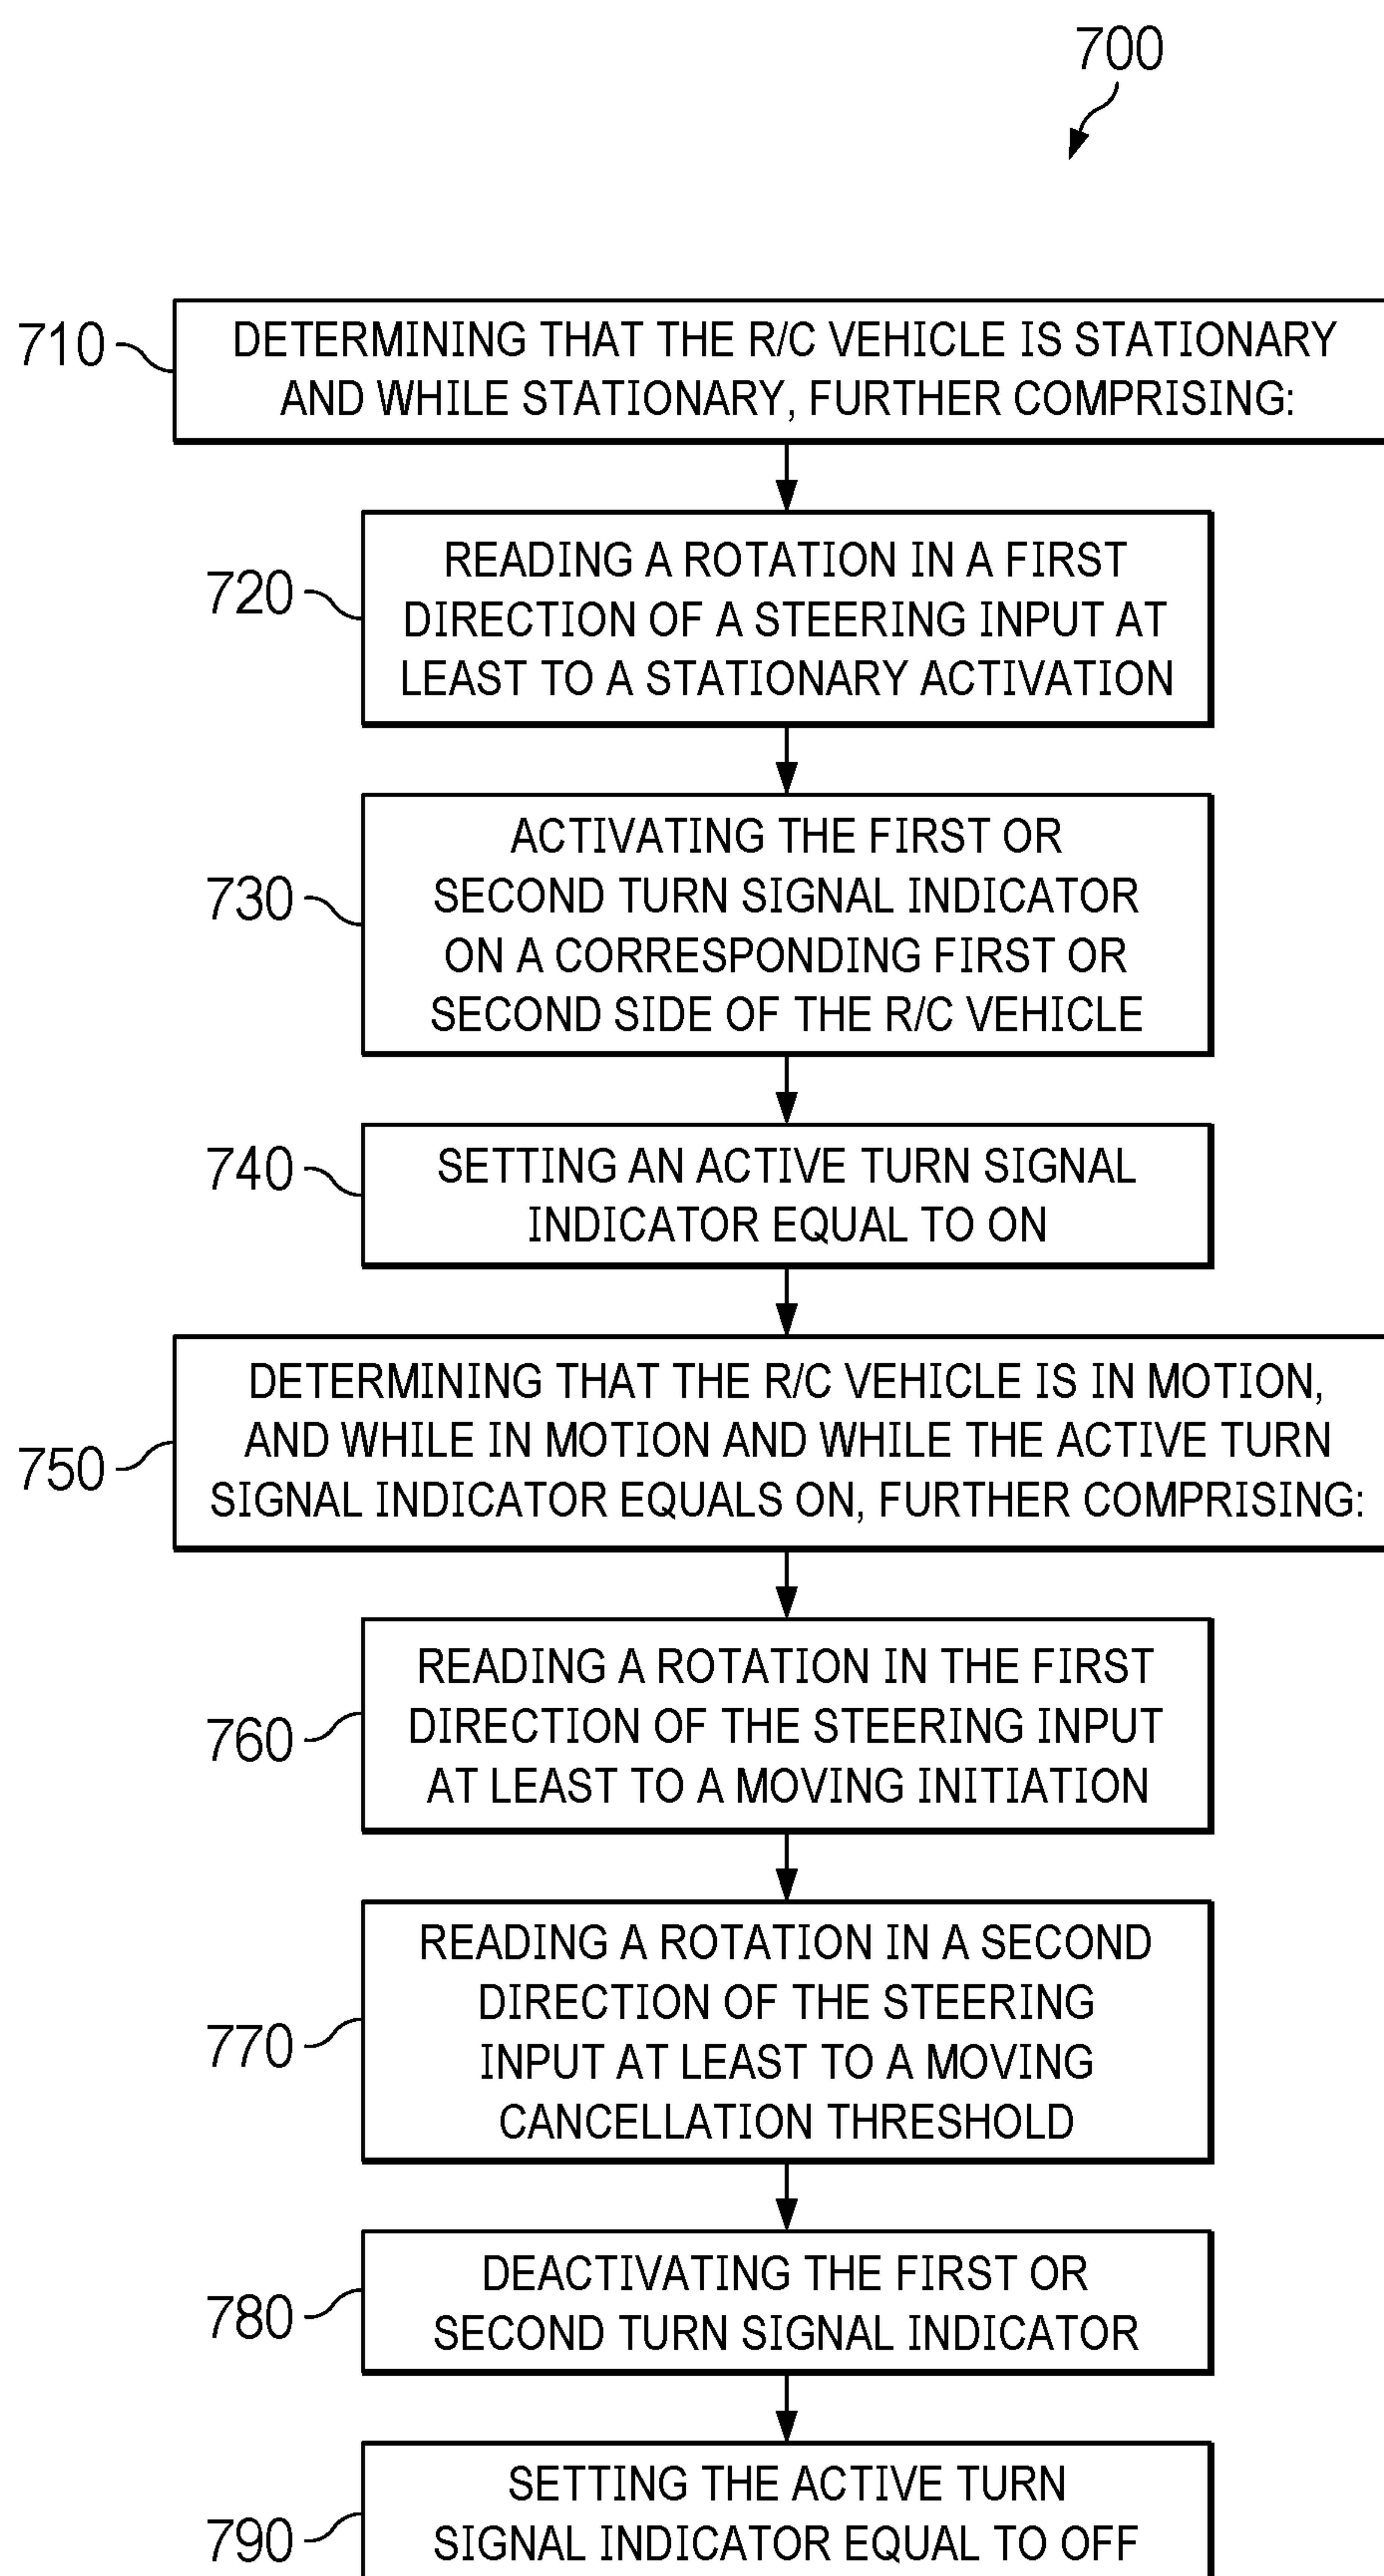 700
710
DETERMINING THAT THE R/C VEHICLE IS STATIONARY
AND WHILE STATIONARY, FURTHER COMPRISING:
720
READING A ROTATION IN A FIRST
DIRECTION OF A STEERING INPUT AT
LEAST TO A STATIONARY ACTIVATION
730
ACTIVATING THE FIRST OR
SECOND TURN SIGNAL INDICATOR
ON A CORRESPONDING FIRST OR
SECOND SIDE OF THE R/C VEHICLE
740
SETTING AN ACTIVE TURN SIGNAL
INDICATOR EQUAL TO ON
750
DETERMINING THAT THE R/C VEHICLE IS IN MOTION,
AND WHILE IN MOTION AND WHILE THE ACTIVE TURN
SIGNAL INDICATOR EQUALS ON, FURTHER COMPRISING:
760
READING A ROTATION IN THE FIRST
DIRECTION OF THE STEERING INPUT
AT LEAST TO A MOVING INITIATION
770
READING A ROTATION IN A SECOND
DIRECTION OF THE STEERING
INPUT AT LEAST TO A MOVING
CANCELLATION THRESHOLD
780
DEACTIVATING THE FIRST OR
SECOND TURN SIGNAL INDICATOR
790
SETTING THE ACTIVE TURN
SIGNAL INDICATOR EQUAL TO OFF